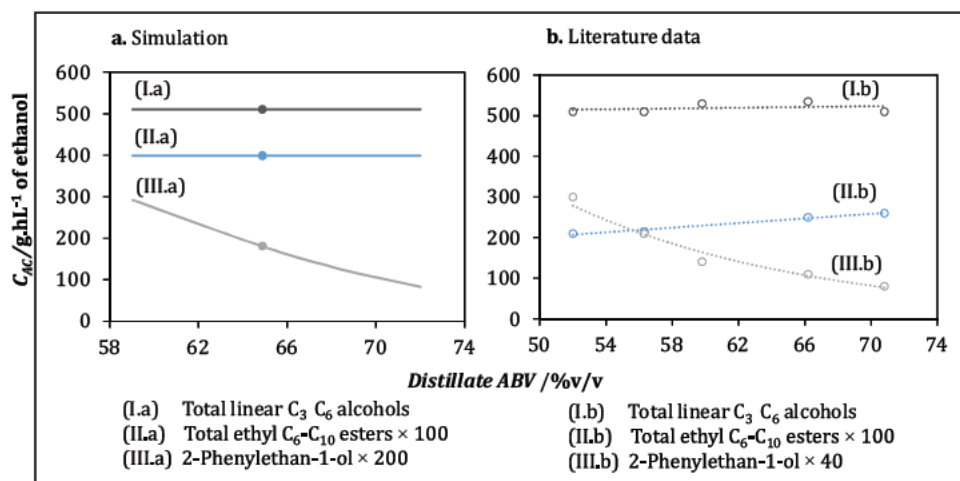 a. Simulation
b. Literature data
C_AC/g.hL⁻¹ of ethanol
600
500
400
300
200
100
0
(I.a)
(II.a)
(III.a)
58 62 66 70 74
600
500
400
300
200
100
0
(I.b)
(II.b)
(III.b)
50 54 58 62 66 70 74
Distillate ABV /%v/v
(I.a) Total linear C₃ C₆ alcohols
(II.a) Total ethyl C₆-C₁₀ esters × 100
(III.a) 2-Phenylethan-1-ol × 200
(I.b) Total linear C₃ C₆ alcohols
(II.b) Total ethyl C₆-C₁₀ esters × 100
(III.b) 2-Phenylethan-1-ol × 40